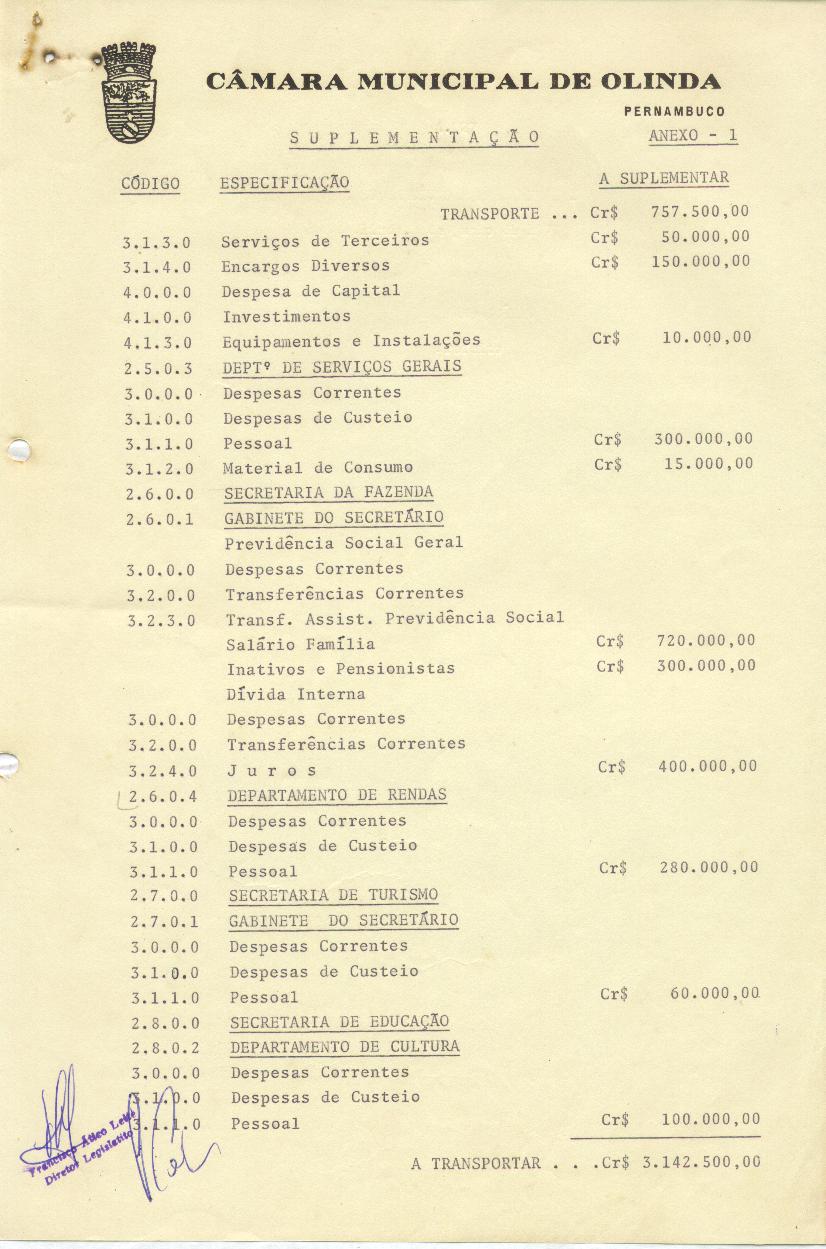 CÂMARA MUNICIPAL DE OLINDA
PERNAMBUCO
SUPLEMENTAÇÃO ANEXO - 1
CÓDIGO ESPECIFICAÇÃO A SUPLEMENTAR
TRANSPORTE ... Cr$ 757.500,00
3.1.3.0 Serviços de Terceiros Cr$ 50.000,00
3.1.4.0 Encargos Diversos Cr$ 150.000,00
4.0.0.0 Despesa de Capital
4.1.0.0 Investimentos
4.1.3.0 Equipamentos e Instalações Cr$ 10.000,00
2.5.0.3 DEPTº DE SERVIÇOS GERAIS
3.0.0.0 Despesas Correntes
3.1.0.0 Despesas de Custeio
3.1.1.0 Pessoal Cr$ 300.000,00
3.1.2.0 Material de Consumo Cr$ 15.000,00
2.6.0.0 SECRETARIA DA FAZENDA
2.6.0.1 GABINETE DO SECRETÁRIO
Previdência Social Geral
3.0.0.0 Despesas Correntes
3.2.0.0 Transferências Correntes
3.2.3.0 Transf. Assist. Previdência Social
Salário Família Cr$ 720.000,00
Inativos e Pensionistas Cr$ 300.000,00
Dívida Interna
3.0.0.0 Despesas Correntes
3.2.0.0 Transferências Correntes
3.2.4.0 J u r o s Cr$ 400.000,00
2.6.0.4 DEPARTAMENTO DE RENDAS
3.0.0.0 Despesas Correntes
3.1.0.0 Despesas de Custeio
3.1.1.0 Pessoal Cr$ 280.000,00
2.7.0.0 SECRETARIA DE TURISMO
2.7.0.1 GABINETE DO SECRETÁRIO
3.0.0.0 Despesas Correntes
3.1.0.0 Despesas de Custeio
3.1.1.0 Pessoal Cr$ 60.000,00
2.8.0.0 SECRETARIA DE EDUCAÇÃO
2.8.0.2 DEPARTAMENTO DE CULTURA
3.0.0.0 Despesas Correntes
3.1.0.0 Despesas de Custeio
3.1.1.0 Pessoal Cr$ 100.000,00
A TRANSPORTAR . . .Cr$ 3.142.500,00
Francisco Ático Leite
Diretor Legislativo